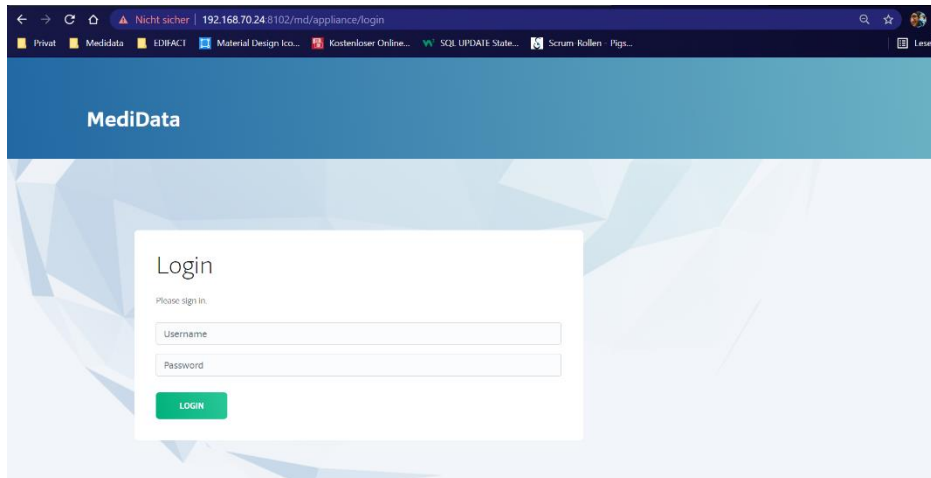 Nicht sicher | 192.168.70.24:8102/md/appliance/login
Privat Medidata EDIFACT Material Design Ico... Kostenloser Online... SQL UPDATE State... Scrum-Rollen - Pigs... Lese
MediData
Login
Please sign in.
Username
Password
LOGIN